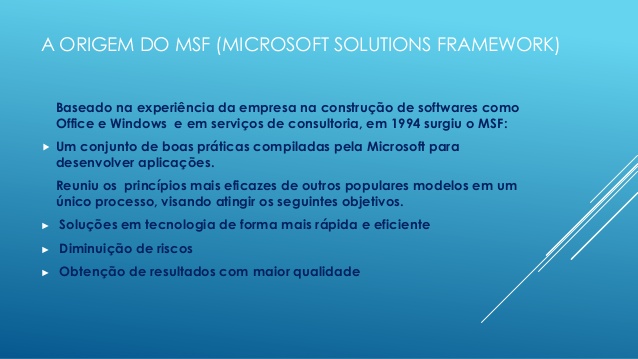 A ORIGEM DO MSF (MICROSOFT SOLUTIONS FRAMEWORK)
Baseado na experiência da empresa na construção de softwares como
Office e Windows e em serviços de consultoria, em 1994 surgiu o MSF:
Um conjunto de boas práticas compiladas pela Microsoft para
desenvolver aplicações.
Reuniu os princípios mais eficazes de outros populares modelos em um
único processo, visando atingir os seguintes objetivos.
Soluções em tecnologia de forma mais rápida e eficiente
Diminuição de riscos
Obtenção de resultados com maior qualidade